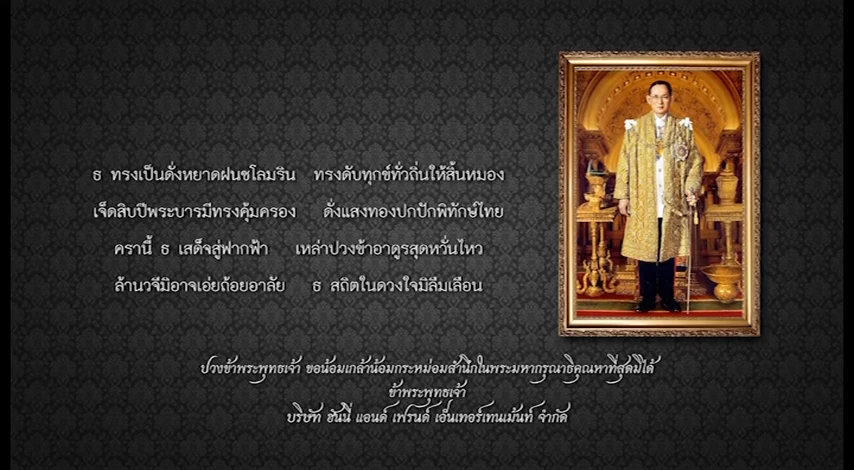 ธ ทรงเป็นดั่งหยาดฝนชโลมริน ทรงดับทุกข์ทั่วถิ่นให้สิ้นหมอง
เจ็ดสิบปีพระบารมีทรงคุ้มครอง ดั่งแสงทองปกปักพิทักษ์ไทย
ครานี้ ธ เสด็จสู่ฟากฟ้า เหล่าปวงข้าอาดูรสุดหวั่นไหว
ล้านวจีมิอาจเอ่ยถ้อยอาลัย ธ สถิตในดวงใจมิลืมเลือน
ปวงข้าพระพุทธเจ้า ขอน้อมเกล้าน้อมกระหม่อมสำนึกในพระมหากรุณาธิคุณหาที่สุดมิได้
ข้าพระพุทธเจ้า
บริษัท ฮันนี่ แอนด์ เฟรนด์ เอ็นเทอร์เทนเม้นท์ จำกัด